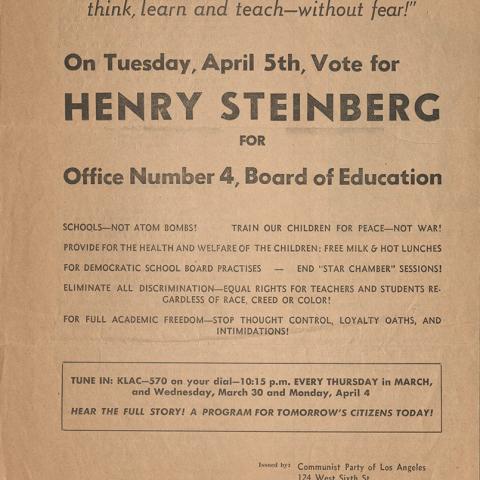 think, learn and teach—without fear!"
On Tuesday, April 5th, Vote for
HENRY STEINBERG
FOR
Office Number 4, Board of Education
SCHOOLS—NOT ATOM BOMBS! TRAIN OUR CHILDREN FOR PEACE—NOT WAR!
PROVIDE FOR THE HEALTH AND WELFARE OF THE CHILDREN: FREE MILK & HOT LUNCHES
FOR DEMOCRATIC SCHOOL BOARD PRACTISES — END "STAR CHAMBER" SESSIONS!
ELIMINATE ALL DISCRIMINATION—EQUAL RIGHTS FOR TEACHERS AND STUDENTS RE-
GARDLESS OF RACE, CREED OR COLOR!
FOR FULL ACADEMIC FREEDOM—STOP THOUGHT CONTROL, LOYALTY OATHS, AND
INTIMIDATIONS!
TUNE IN: KLAC—570 on your dial—10:15 p.m. EVERY THURSDAY in MARCH,
and Wednesday, March 30 and Monday, April 4
HEAR THE FULL STORY! A PROGRAM FOR TOMORROW'S CITIZENS TODAY!
Issued by: Communist Party of Los Angeles
124 West Sixth St.